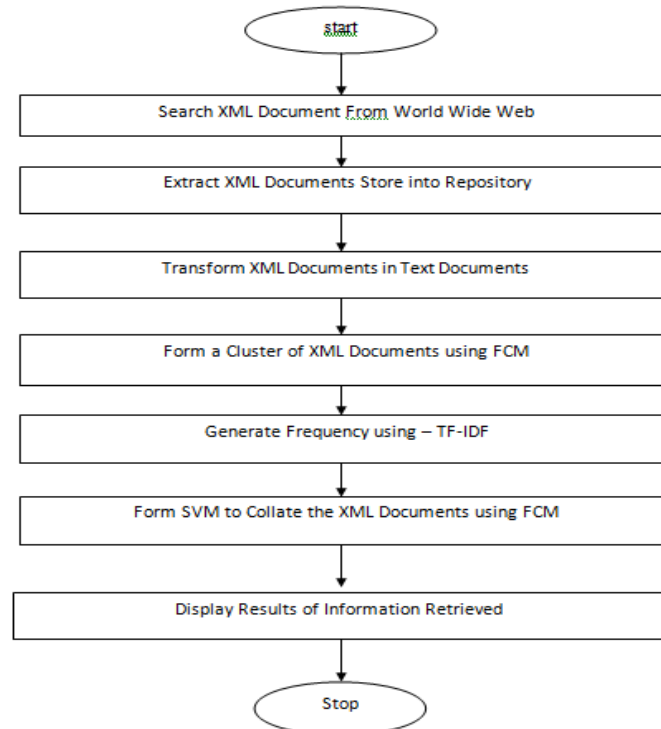 start
Search XML Document From World Wide Web
Extract XML Documents Store into Repository
Transform XML Documents in Text Documents
Form a Cluster of XML Documents using FCM
Generate Frequency using – TF-IDF
Form SVM to Collate the XML Documents using FCM
Display Results of Information Retrieved
Stop